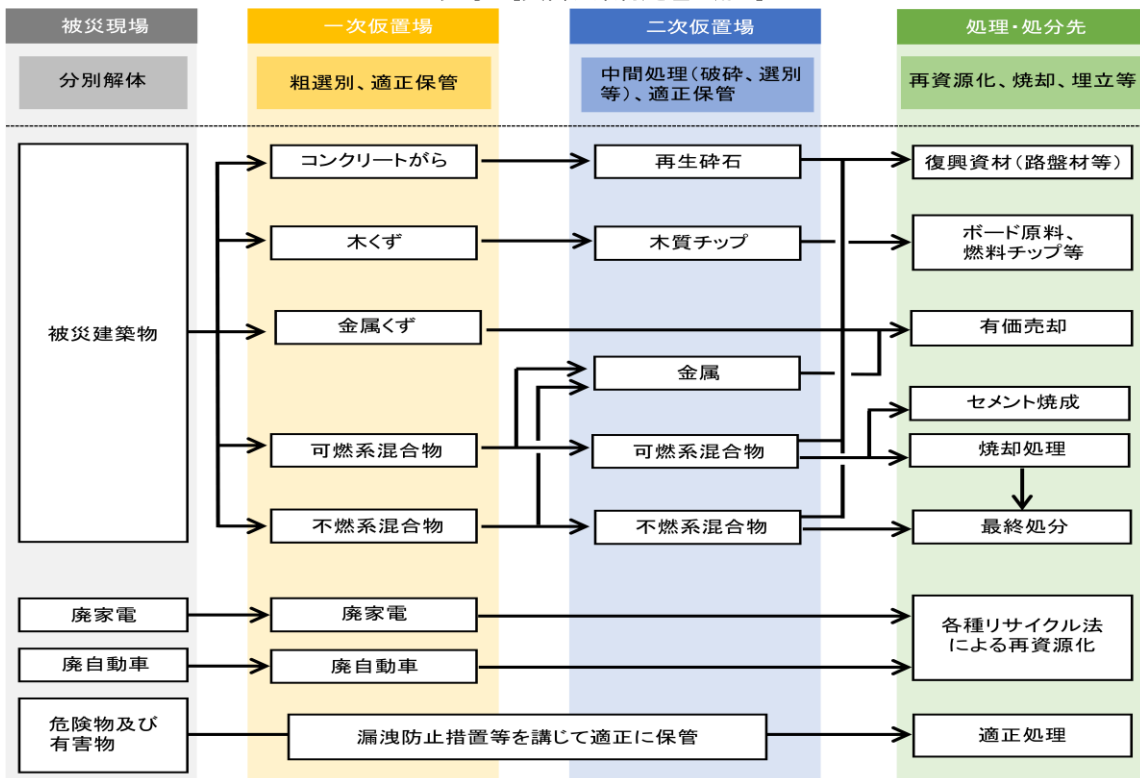 被災現場
一次仮置場
二次仮置場
処理・処分先
分別解体
粗選別、適正保管
中間処理(破砕、選別
等)、適正保管
再資源化、焼却、埋立等
被災建築物
コンクリートがら
再生砕石
復興資材(路盤材等)
木くず
木質チップ
ボード原料、
燃料チップ等
金属くず
有価売却
金属
セメント焼成
可燃系混合物
可燃系混合物
焼却処理
不燃系混合物
不燃系混合物
最終処分
廃家電
廃家電
各種リサイクル法
による再資源化
廃自動車
廃自動車
危険物及び
有害物
漏洩防止措置等を講じて適正に保管
適正処理